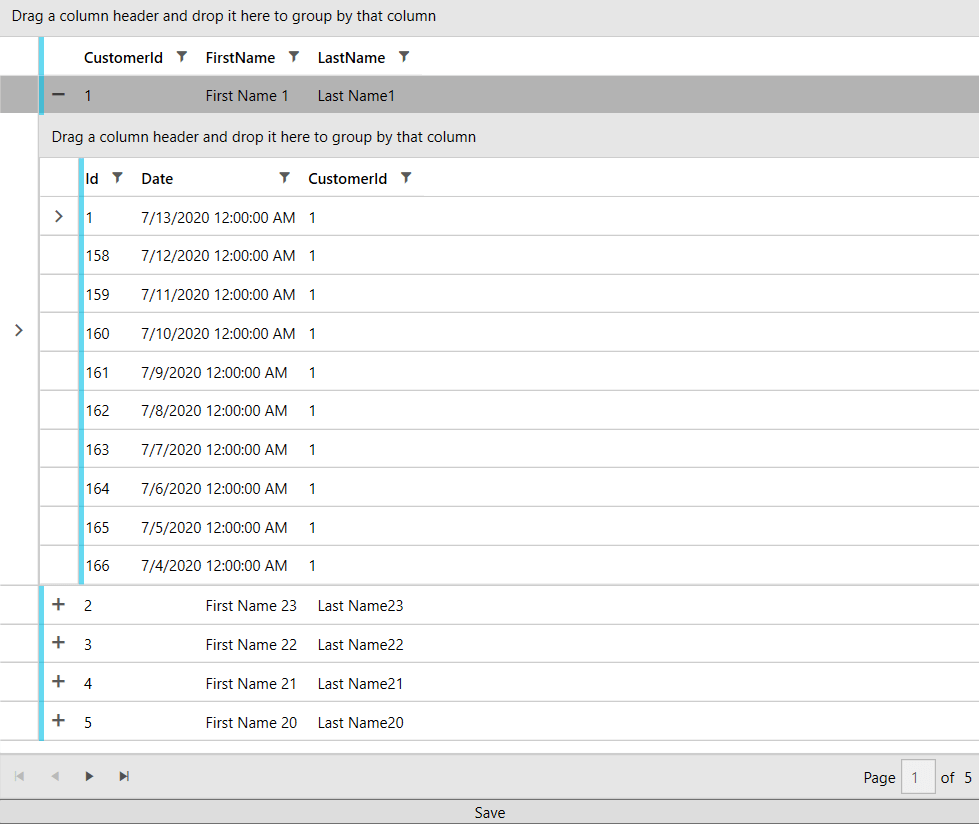 Drag a column header and drop it here to group by that column
CustomerId FirstName LastName
1 First Name 1 Last Name1
Drag a column header and drop it here to group by that column
Id Date CustomerId
1 7/13/2020 12:00:00 AM 1
158 7/12/2020 12:00:00 AM 1
159 7/11/2020 12:00:00 AM 1
160 7/10/2020 12:00:00 AM 1
161 7/9/2020 12:00:00 AM 1
162 7/8/2020 12:00:00 AM 1
163 7/7/2020 12:00:00 AM 1
164 7/6/2020 12:00:00 AM 1
165 7/5/2020 12:00:00 AM 1
166 7/4/2020 12:00:00 AM 1
2 First Name 23 Last Name23
3 First Name 22 Last Name22
4 First Name 21 Last Name21
5 First Name 20 Last Name20
Page 1 of 5
Save